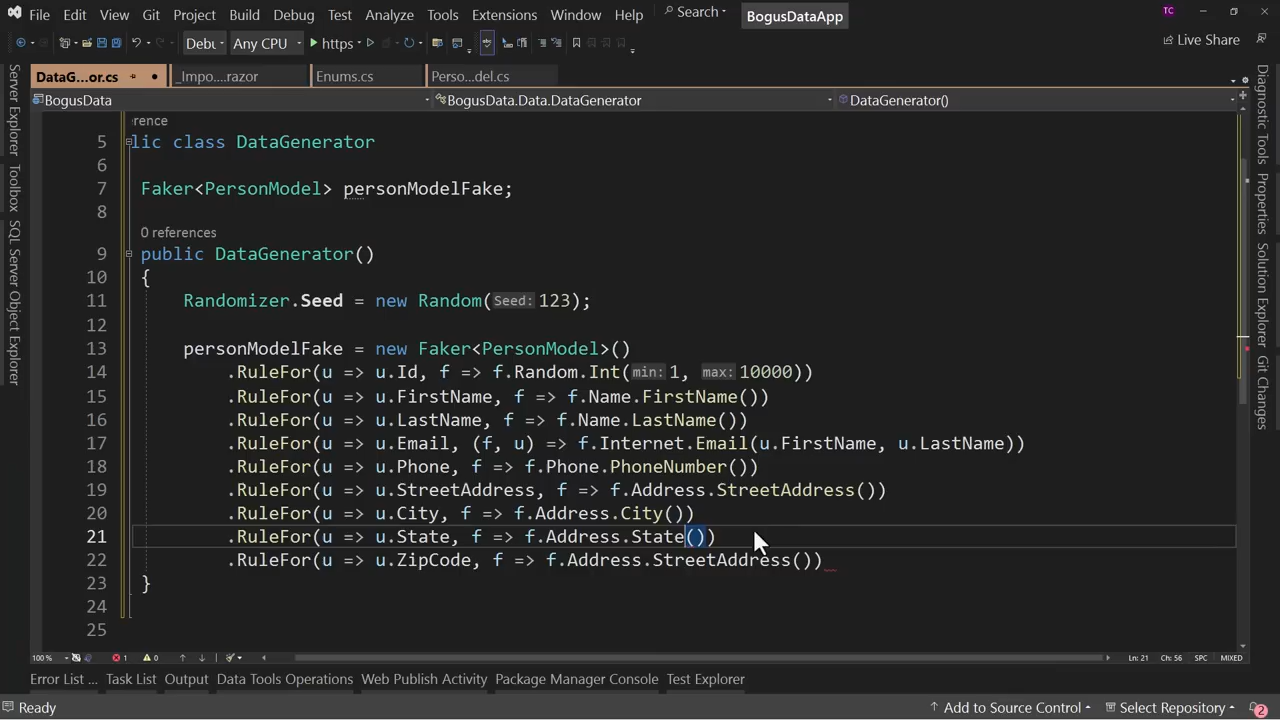 File Edit View Git Project Build Debug Test Analyze Tools Extensions Window Help Search BogusDataApp TC
Debu Any CPU https Live Share
DataG...or.cs _Impo....razor Enums.cs Perso...del.cs
BogusData BogusData.Data.DataGenerator DataGenerator()
Server Explorer
Toolbox
SQL Server Object Explorer
erence
5 lic class DataGenerator
6
7 Faker<PersonModel> personModelFake;
8
0 references
9 public DataGenerator()
10 {
11 Randomizer.Seed = new Random(Seed: 123);
12
13 personModelFake = new Faker<PersonModel>()
14 .RuleFor(u => u.Id, f => f.Random.Int(min: 1, max: 10000))
15 .RuleFor(u => u.FirstName, f => f.Name.FirstName())
16 .RuleFor(u => u.LastName, f => f.Name.LastName())
17 .RuleFor(u => u.Email, (f, u) => f.Internet.Email(u.FirstName, u.LastName))
18 .RuleFor(u => u.Phone, f => f.Phone.PhoneNumber())
19 .RuleFor(u => u.StreetAddress, f => f.Address.StreetAddress())
20 .RuleFor(u => u.City, f => f.Address.City())
21 .RuleFor(u => u.State, f => f.Address.State())
22 .RuleFor(u => u.ZipCode, f => f.Address.StreetAddress())
23 }
24
25
Diagnostic Tools
Properties
Solution Explorer
Git Changes
100 % 1 0 Ln: 21 Ch: 56 SPC MIXED
Error List ... Task List Output Data Tools Operations Web Publish Activity Package Manager Console Test Explorer
Ready Add to Source Control Select Repository 2